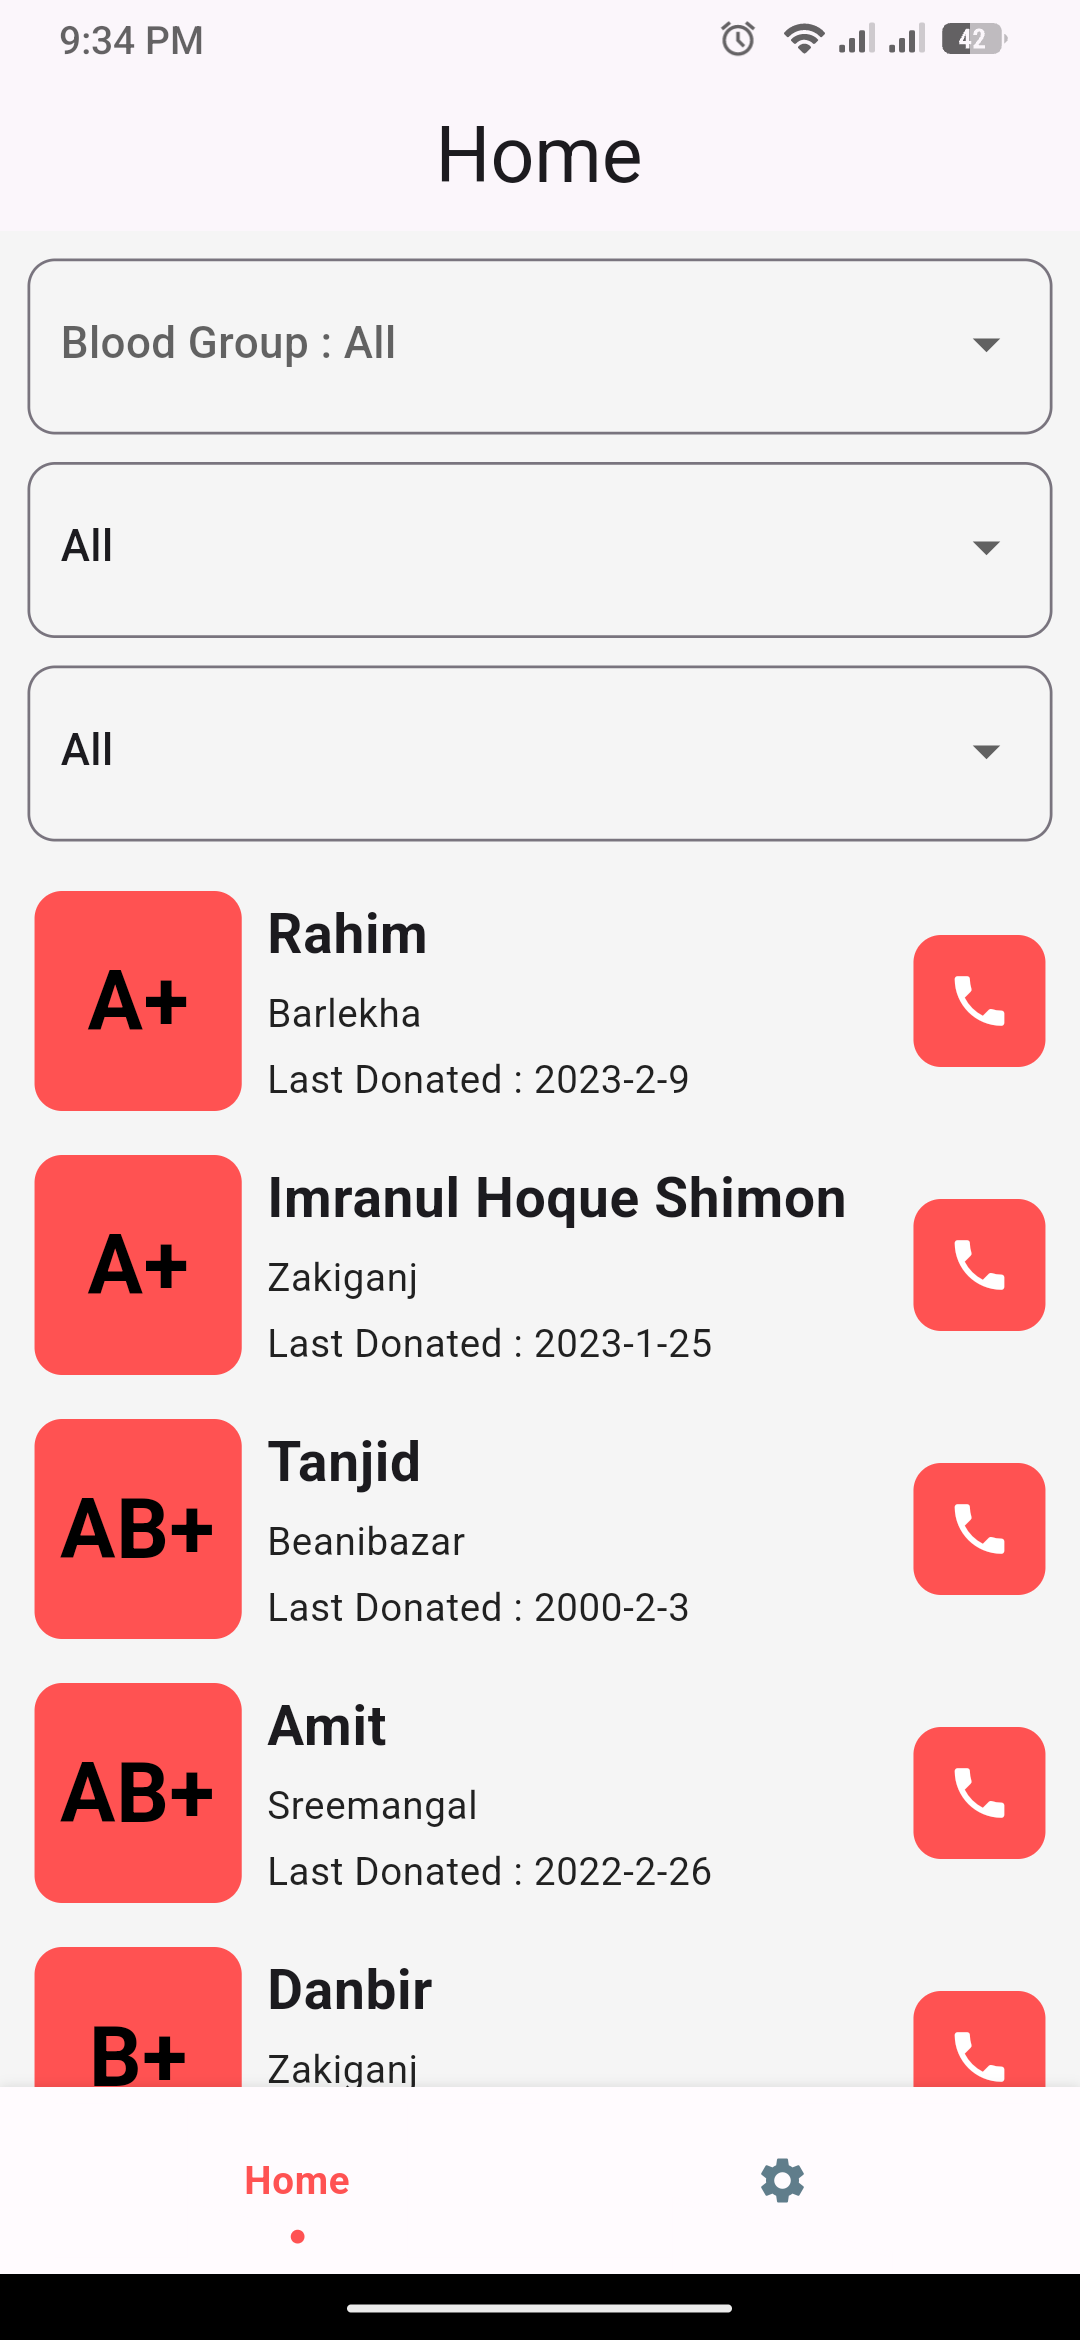 9:34 PM
42
Home
Blood Group : All
All
All
A+
Rahim
Barlekha
Last Donated : 2023-2-9
A+
Imranul Hoque Shimon
Zakiganj
Last Donated : 2023-1-25
AB+
Tanjid
Beanibazar
Last Donated : 2000-2-3
AB+
Amit
Sreemangal
Last Donated : 2022-2-26
B+
Danbir
Zakiganj
Home